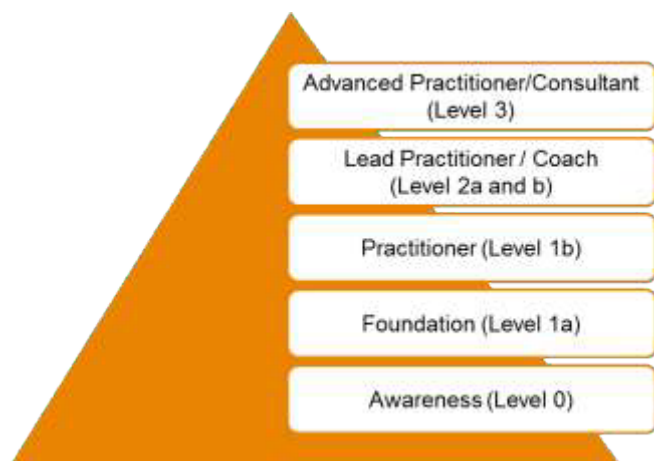 Advanced Practitioner/Consultant
(Level 3)
Lead Practitioner / Coach
(Level 2a and b)
Practitioner (Level 1b)
Foundation (Level 1a)
Awareness (Level 0)